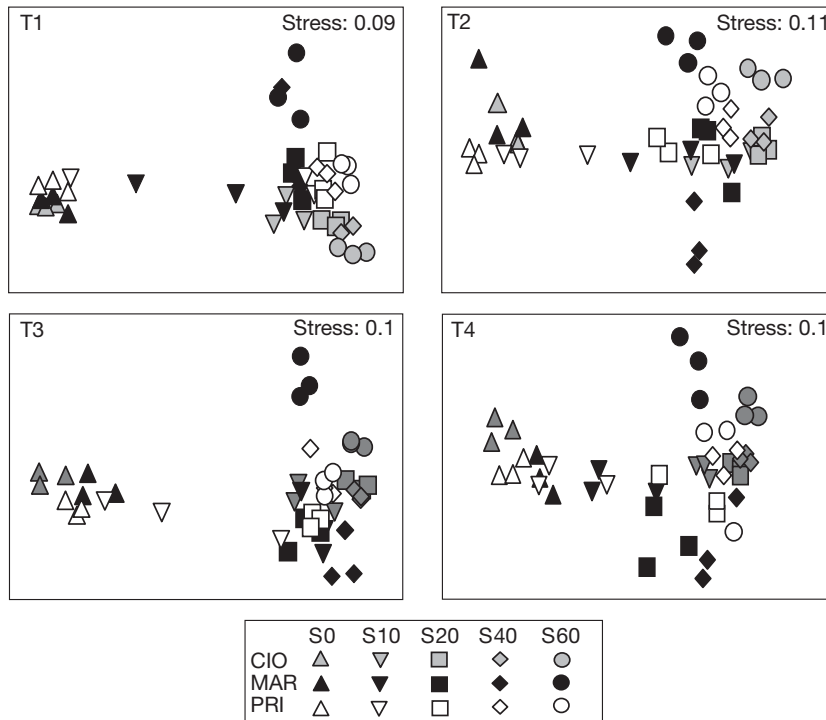 T1 Stress: 0.09
T2 Stress: 0.11
T3 Stress: 0.1
T4 Stress: 0.1
S0 S10 S20 S40 S60
CIO
MAR
PRI